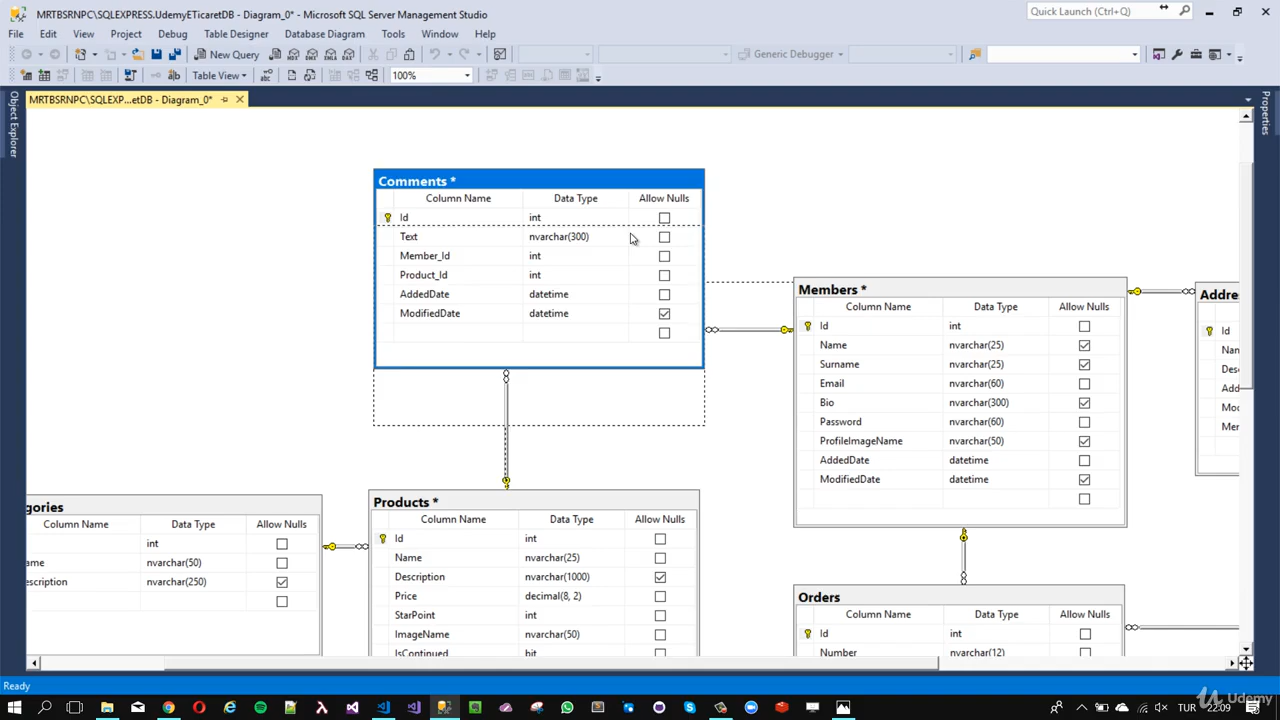 MRTBSRNPC\SQLEXPRESS.UdemyETicaretDB - Diagram_0* - Microsoft SQL Server Management Studio
Quick Launch (Ctrl+Q)
File Edit View Project Debug Table Designer Database Diagram Tools Window Help
New Query
Generic Debugger
Table View
100%
MRTBSRNPC\SQLEXP...etDB - Diagram_0*
Object Explorer
Properties
Comments *
Column Name Data Type Allow Nulls
Id int
Text nvarchar(300)
Member_Id int
Product_Id int
AddedDate datetime
ModifiedDate datetime
Members *
Column Name Data Type Allow Nulls
Id int
Name nvarchar(25)
Surname nvarchar(25)
Email nvarchar(60)
Bio nvarchar(300)
Password nvarchar(60)
ProfileImageName nvarchar(50)
AddedDate datetime
ModifiedDate datetime
Addre
Id
Nan
Des
Add
Mo
Mer
gories
Column Name Data Type Allow Nulls
int
ame nvarchar(50)
escription nvarchar(250)
Products *
Column Name Data Type Allow Nulls
Id int
Name nvarchar(25)
Description nvarchar(1000)
Price decimal(8, 2)
StarPoint int
ImageName nvarchar(50)
IsContinued bit
Orders
Column Name Data Type Allow Nulls
Id int
Number nvarchar(12)
Ready
Udemy
TUR 22:09